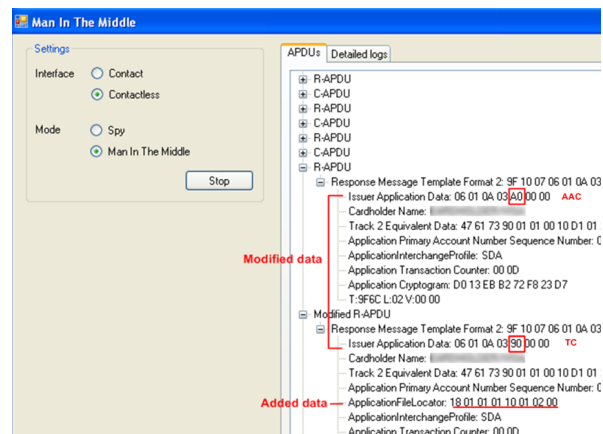 Man In The Middle
Settings
Interface
Contact
Contactless
Mode
Spy
Man In The Middle
Stop
APDUs
Detailed logs
R-APDU
C-APDU
R-APDU
C-APDU
R-APDU
C-APDU
R-APDU
Response Message Template Format 2: 9F 10 07 06 01 0A 03
Issuer Application Data: 06 01 0A 03 A0 00 00 AAC
Cardholder Name:
Track 2 Equivalent Data: 47 61 73 90 01 01 00 10 D1 01
Application Primary Account Number Sequence Number: 0
ApplicationInterchangeProfile: SDA
Application Transaction Counter: 00 0D
Application Cryptogram: D0 13 EB B2 72 F8 23 D7
T:9F6C L:02 V:00 00
Modified data
Modified R-APDU
Response Message Template Format 2: 9F 10 07 06 01 0A 03
Issuer Application Data: 06 01 0A 03 90 00 00 TC
Cardholder Name:
Track 2 Equivalent Data: 47 61 73 90 01 01 00 10 D1 01
Application Primary Account Number Sequence Number: 0
Added data
ApplicationFileLocator: 18 01 01 01 10 01 02 00
ApplicationInterchangeProfile: SDA
Application Transaction Counter: 00 0D